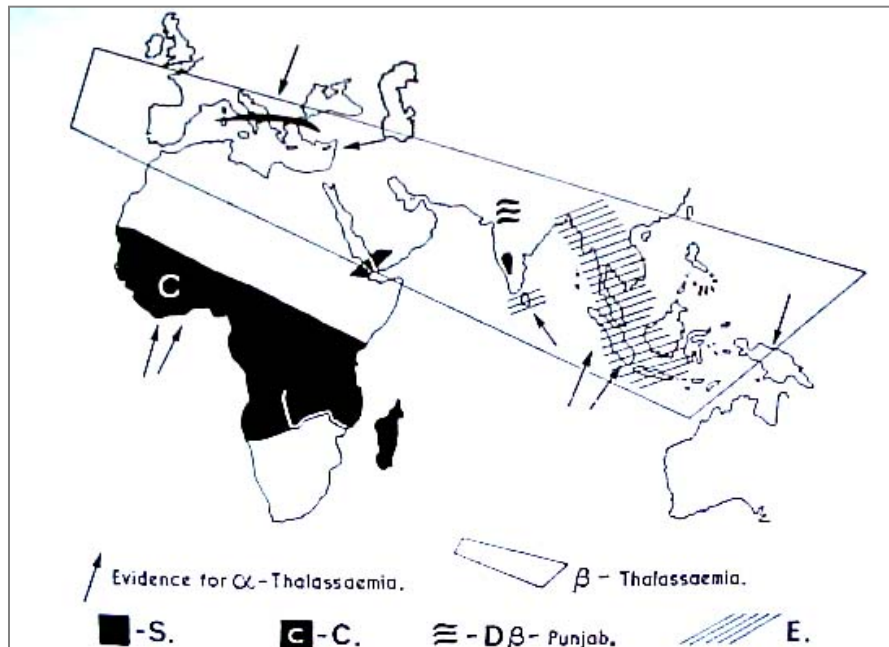 C
Evidence for α-Thalassaemia.
β- Thalassaemia.
-S.
C -C.
-Dβ- Punjab.
E.